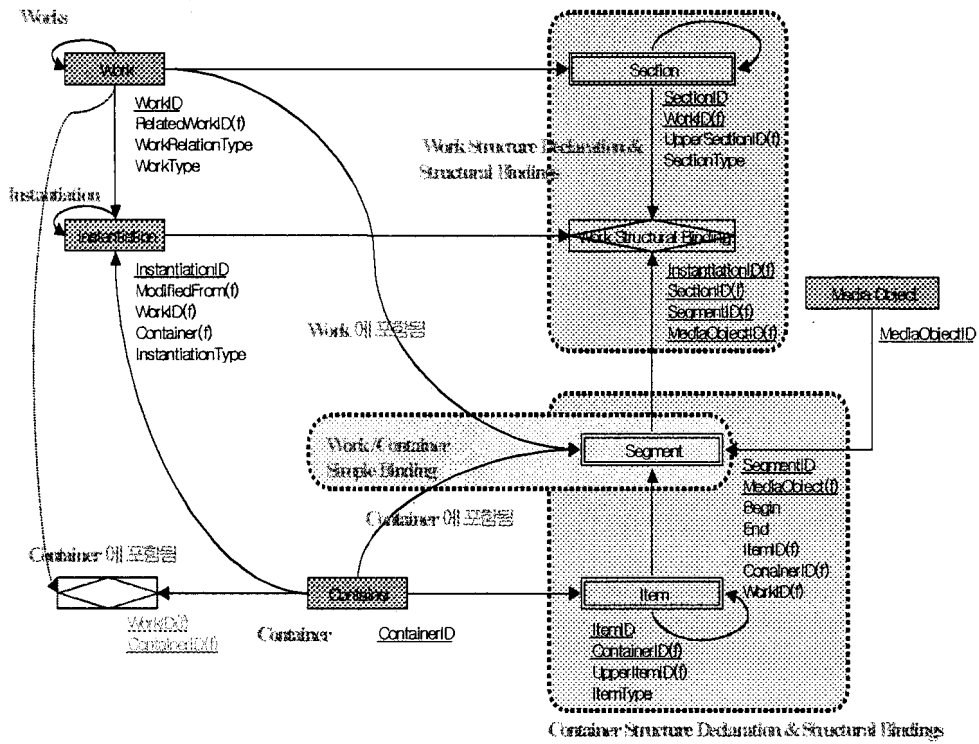 Works
Work
WorkID
RelatedWorkID(f)
WorkRelationType
WorkType
Section
SectionID
WorkID(f)
UpperSectionID(f)
SectionType
Work Structure Declaration &
Structural Bindings
Instantiation
Instantiation
InstantiationID
ModifiedFrom(f)
WorkID(f)
Container(f)
InstantiationType
Work Structural Binding
InstantiationID(f)
SectionID(f)
SegmentID(f)
MediaObjectID(f)
Media Object
MediaObjectID
Work 에 포함됨
Work/Container
Simple Binding
Segment
SegmentID
MediaObject(f)
Begin
End
ItemID(f)
ConainerID(f)
WorkID(f)
Container 에 포함됨
Container 에 포함됨
WorkID(f)
ContainerID(f)
Container
Container
ContainerID
Item
ItemID
ContainerID(f)
UpperItemID(f)
ItemType
Container Structure Declaration & Structural Bindings